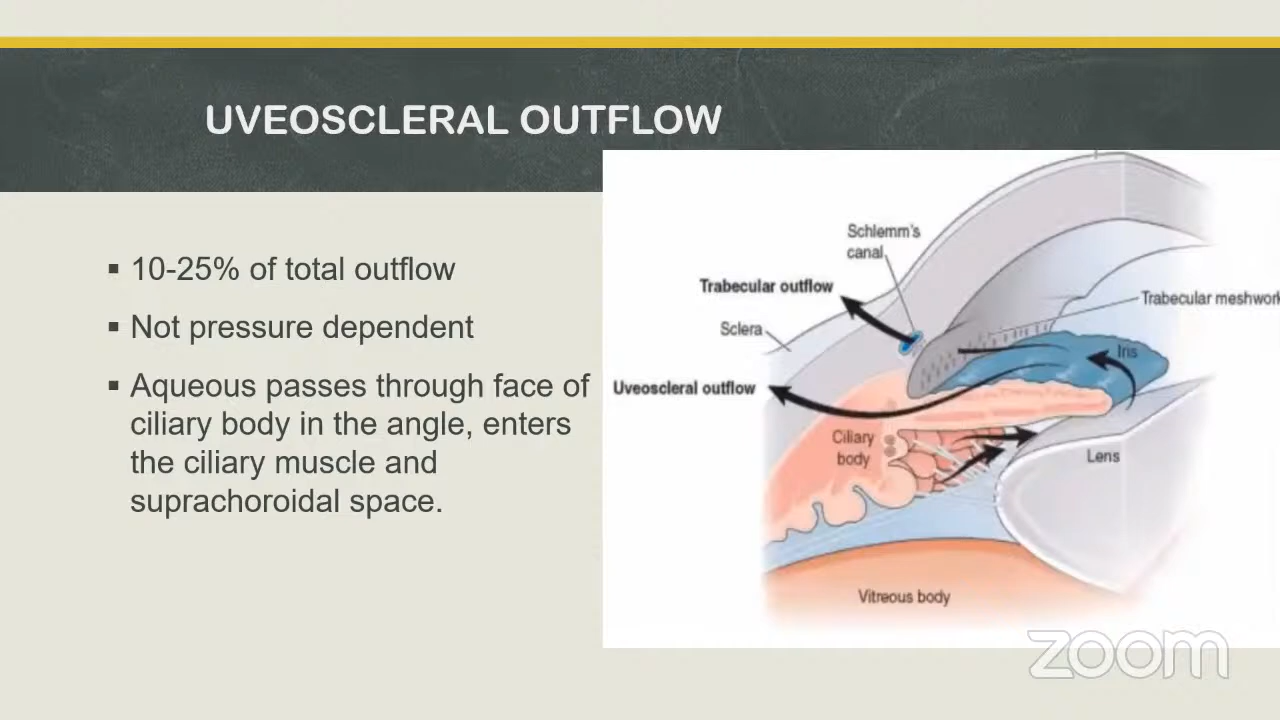 UVEOSCLERAL OUTFLOW
▪ 10-25% of total outflow
▪ Not pressure dependent
▪ Aqueous passes through face of
ciliary body in the angle, enters
the ciliary muscle and
suprachoroidal space.
Schlemm's
canal
Trabecular outflow
Trabecular meshwork
Sclera
Iris
Uveoscleral outflow
Ciliary
body
Lens
Vitreous body
zoom